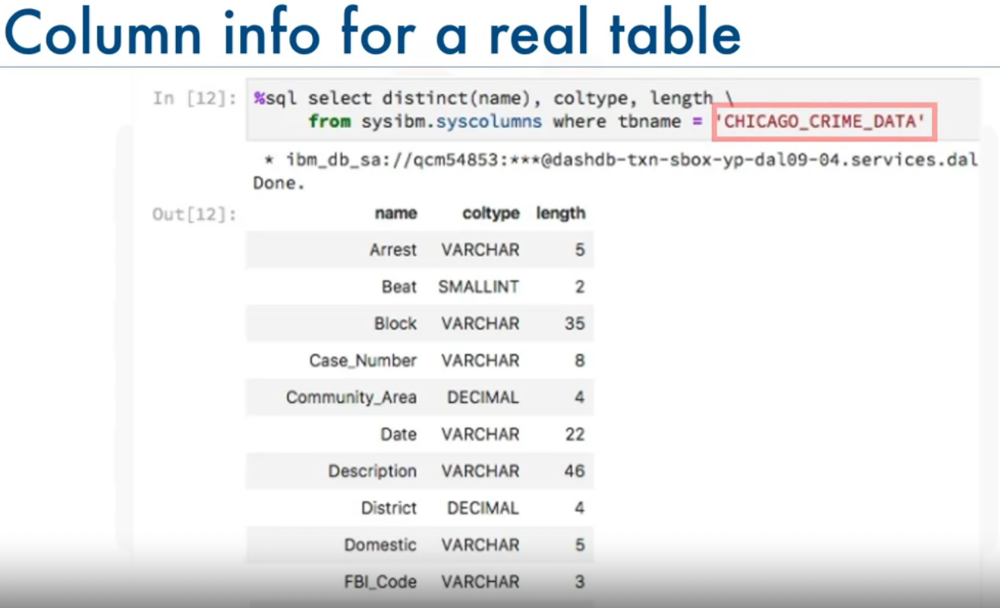 Column info for a real table
In [12]: %sql select distinct(name), coltype, length \
from sysibm.syscolumns where tbname = 'CHICAGO_CRIME_DATA'
* ibm_db_sa://qcm54853:***@dashdb-txn-sbox-yp-dal09-04.services.dal
Done.
Out[12]: name coltype length
Arrest VARCHAR 5
Beat SMALLINT 2
Block VARCHAR 35
Case_Number VARCHAR 8
Community_Area DECIMAL 4
Date VARCHAR 22
Description VARCHAR 46
District DECIMAL 4
Domestic VARCHAR 5
FBI_Code VARCHAR 3